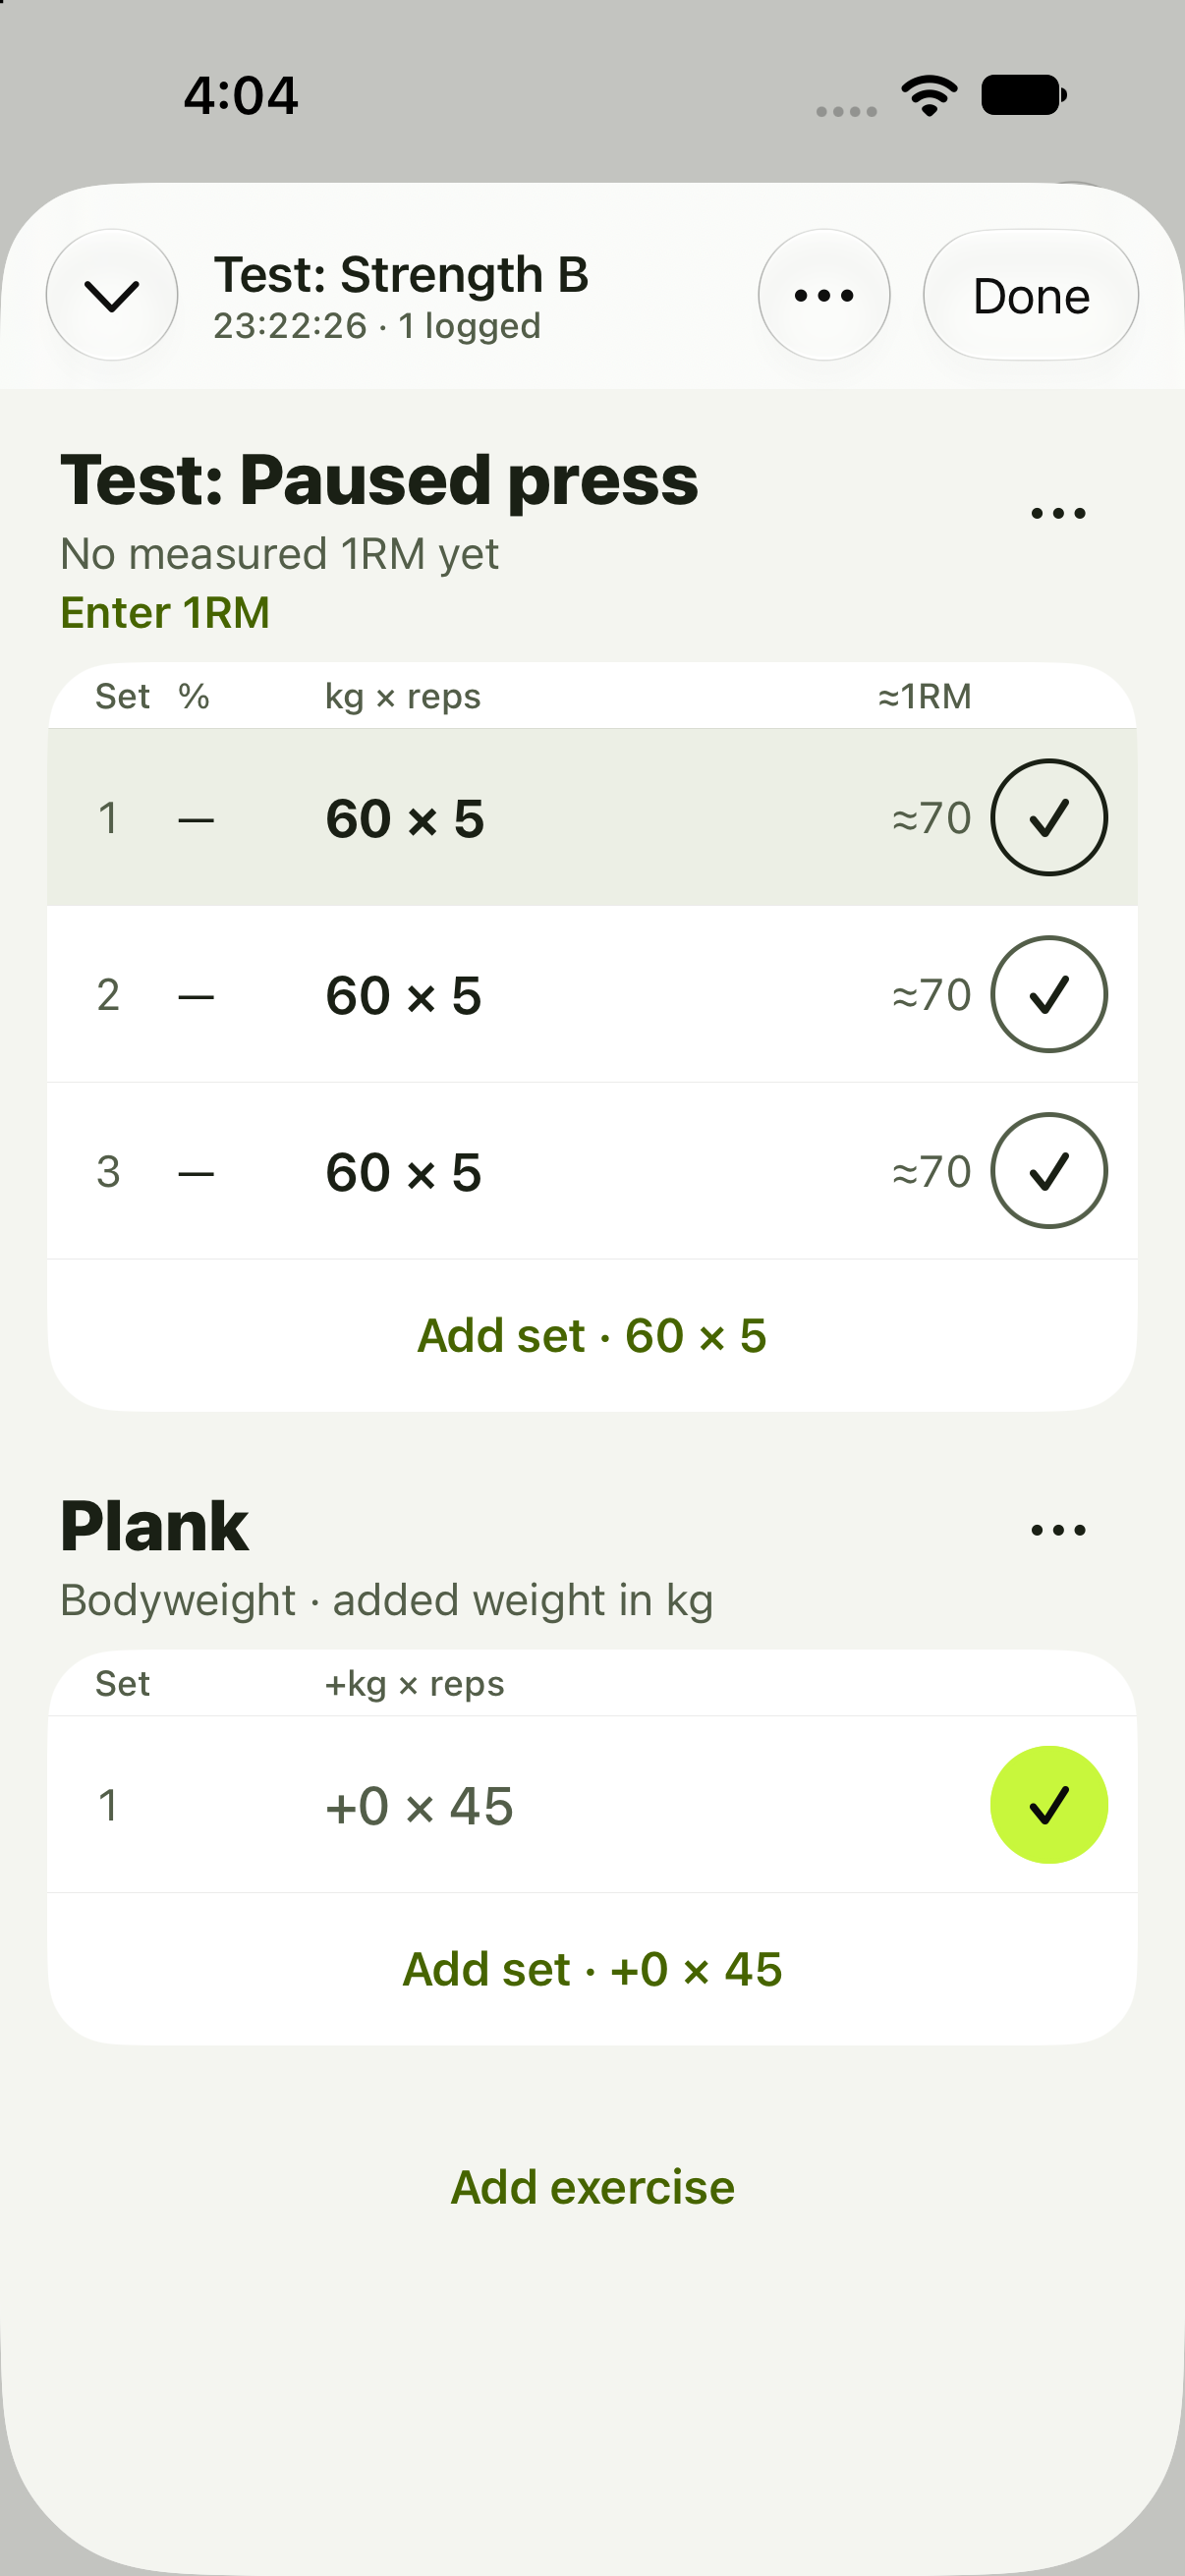 4:04
Test: Strength B
23:22:26 · 1 logged
Done
Test: Paused press
No measured 1RM yet
Enter 1RM
Set % kg × reps ≈1RM
1 — 60 × 5 ≈70
2 — 60 × 5 ≈70
3 — 60 × 5 ≈70
Add set · 60 × 5
Plank
Bodyweight · added weight in kg
Set +kg × reps
1 +0 × 45
Add set · +0 × 45
Add exercise